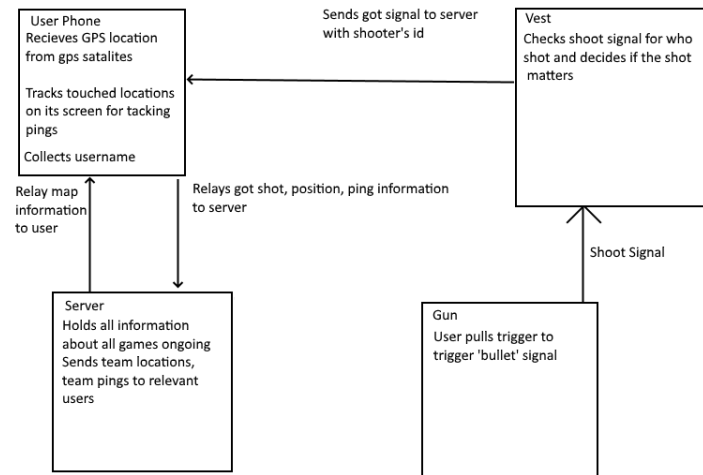 User Phone
Recieves GPS location
from gps satalites
Tracks touched locations
on its screen for tacking
pings
Collects username
Sends got signal to server
with shooter's id
Vest
Checks shoot signal for who
shot and decides if the shot
matters
Relay map
information
to user
Relays got shot, position, ping information
to server
Shoot Signal
Server
Holds all information
about all games ongoing
Sends team locations,
team pings to relevant
users
Gun
User pulls trigger to
trigger 'bullet' signal